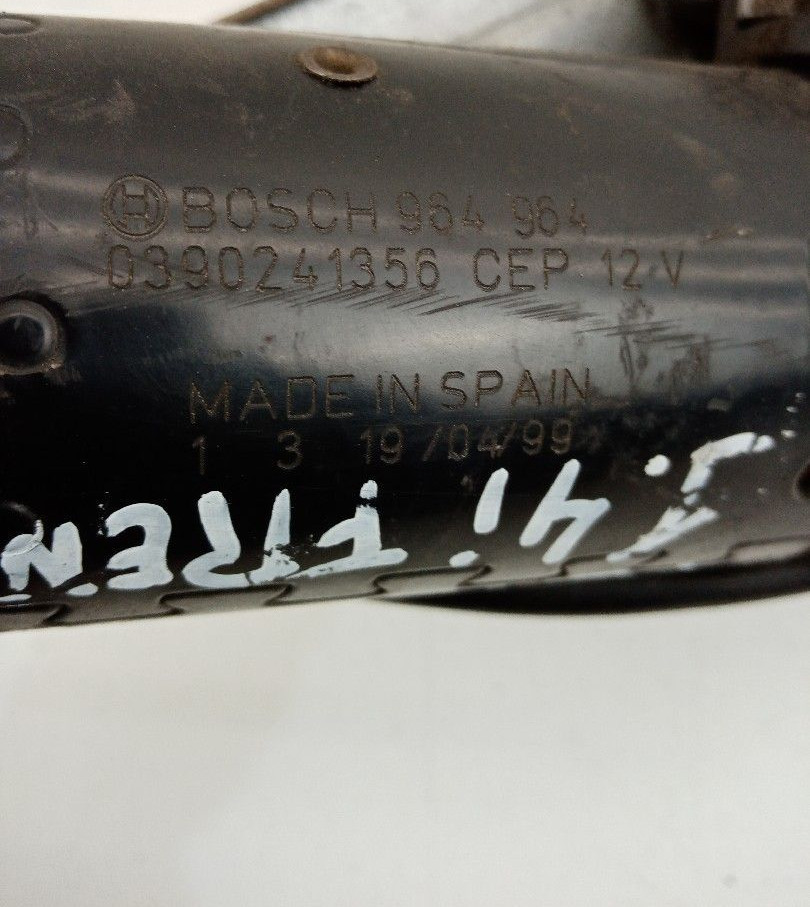 BOSCH 964 964
0390241356 CEP 12 V
MADE IN SPAIN
1 3 19/04/99